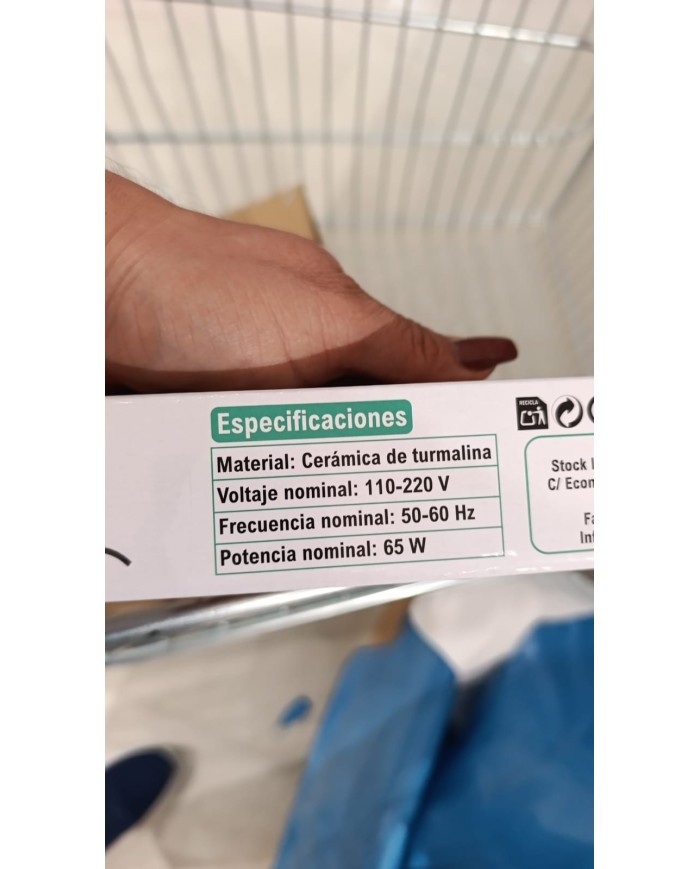 Especificaciones
Material: Cerámica de turmalina
Voltaje nominal: 110-220 V
Frecuencia nominal: 50-60 Hz
Potencia nominal: 65 W
RECICLA
Stock
C/